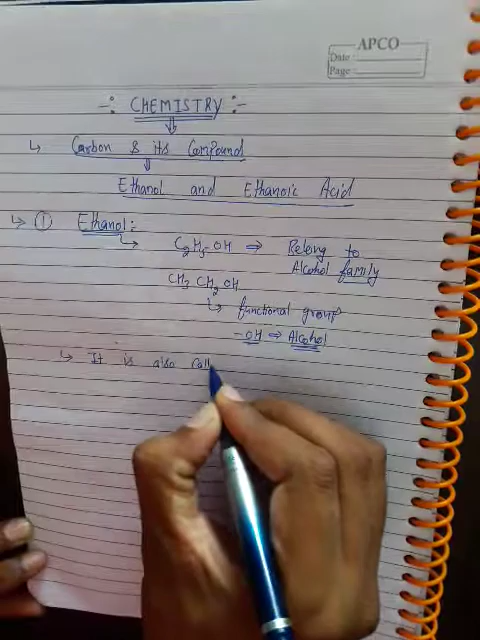 APCO
Date :
Page :
-: CHEMISTRY :-
Carbon & Its Compound
Ethanol and Ethanoic Acid
① Ethanol :-
C₂H₅-OH ⇒ Belong to
Alcohol family
CH₃ CH₂ OH
functional group
-OH ⇒ Alcohol
It is also Call